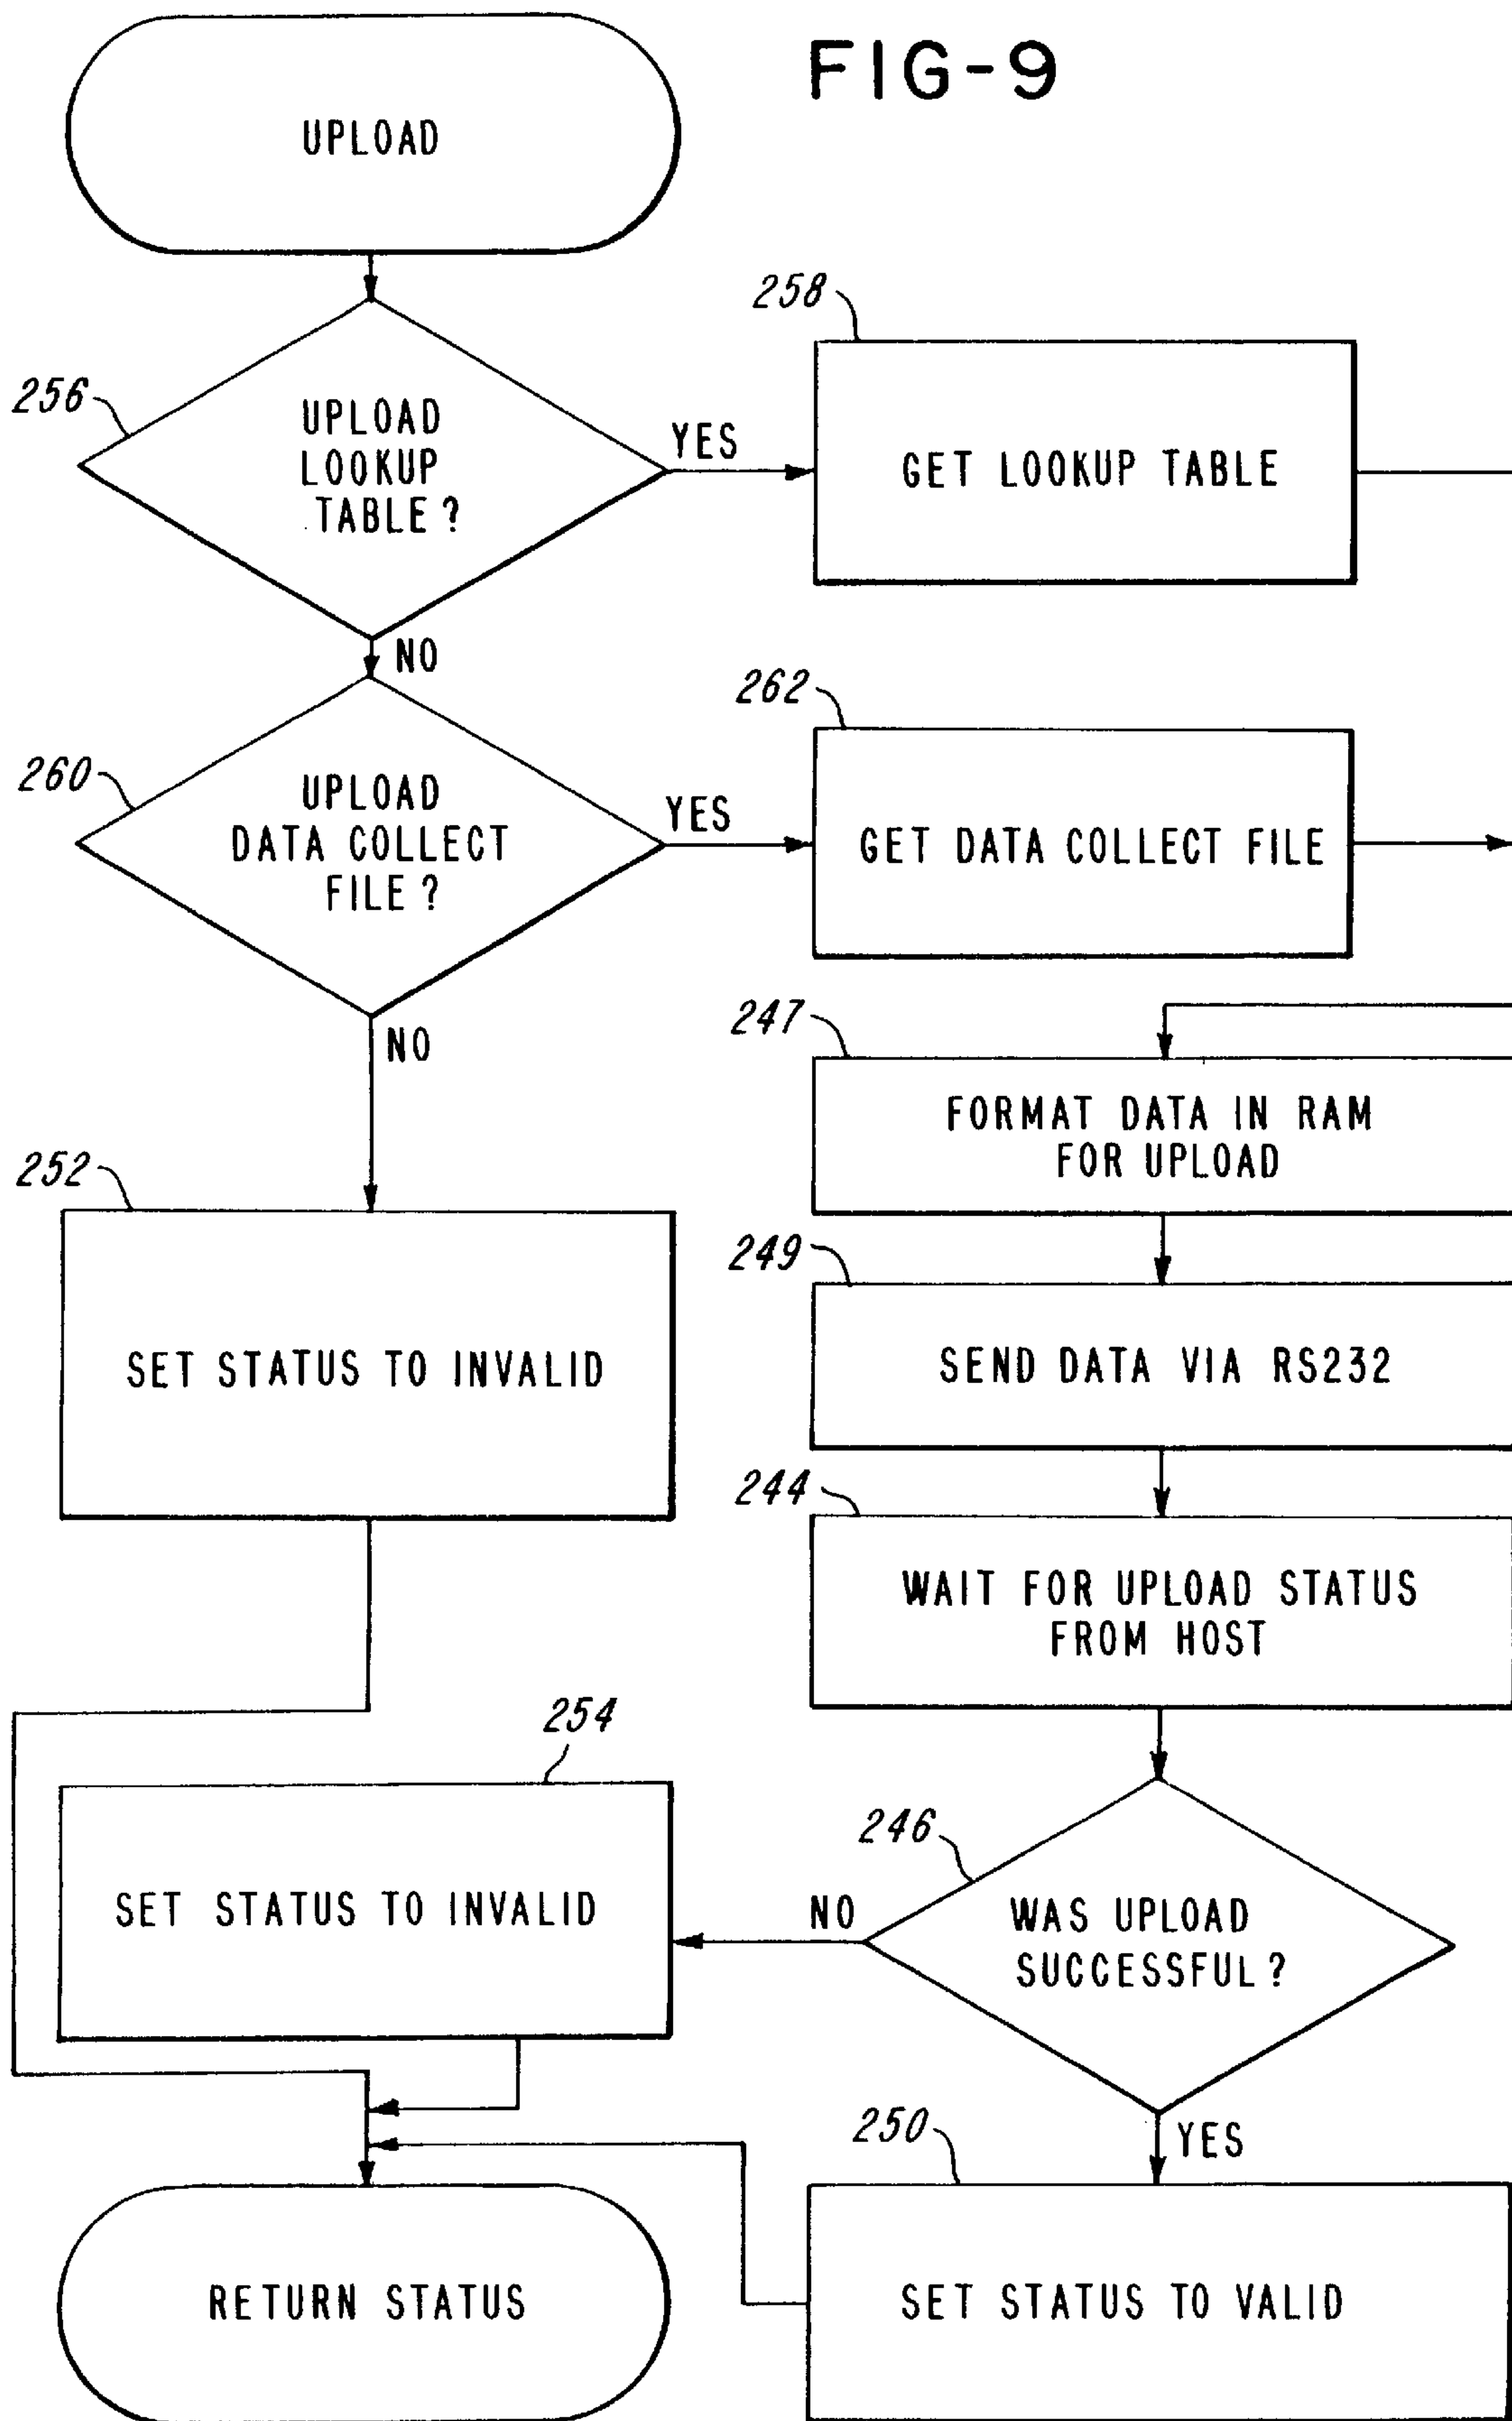 FIG-9
UPLOAD
258
256
UPLOAD
LOOKUP
TABLE?
YES
GET LOOKUP TABLE
NO
262
260
UPLOAD
DATA COLLECT
FILE?
YES
GET DATA COLLECT FILE
NO
247
FORMAT DATA IN RAM
FOR UPLOAD
252
SET STATUS TO INVALID
249
SEND DATA VIA RS232
244
WAIT FOR UPLOAD STATUS
FROM HOST
254
SET STATUS TO INVALID
246
NO
WAS UPLOAD
SUCCESSFUL?
YES
250
SET STATUS TO VALID
RETURN STATUS